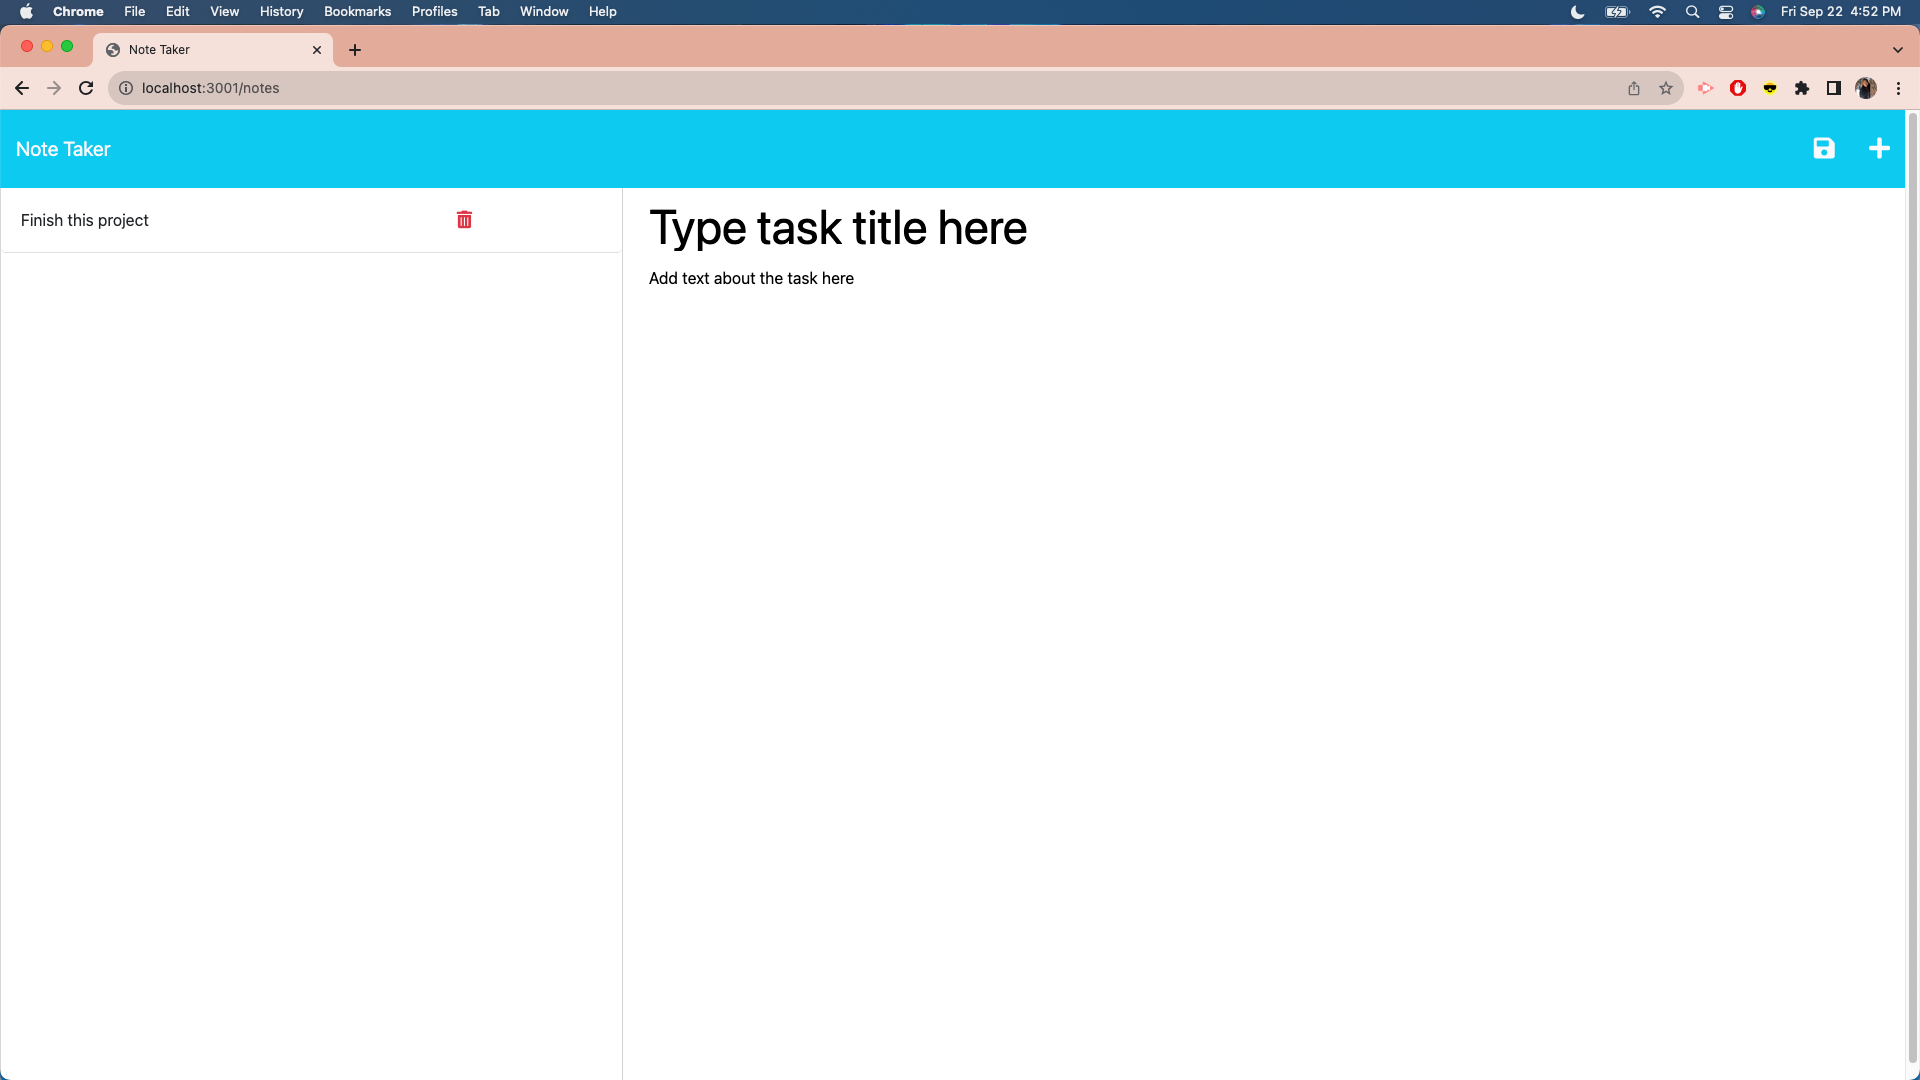 Chrome File Edit View History Bookmarks Profiles Tab Window Help Fri Sep 22 4:52 PM
Note Taker
localhost:3001/notes
Note Taker
Finish this project
Type task title here
Add text about the task here